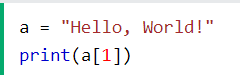 a = "Hello, World!"
print(a[1])